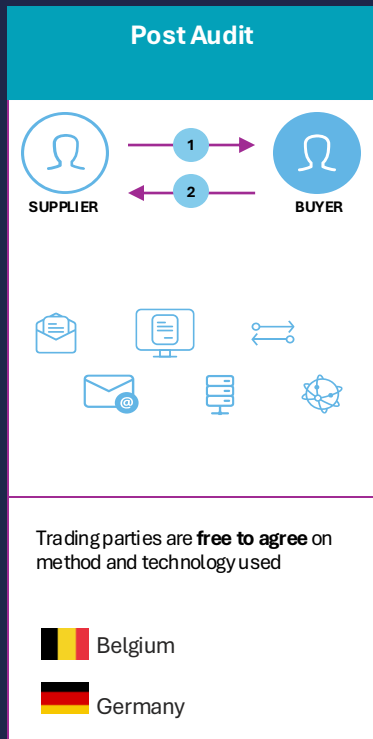 Post Audit
1
2
SUPPLIER
BUYER
@
Trading parties are free to agree on
method and technology used
Belgium
Germany